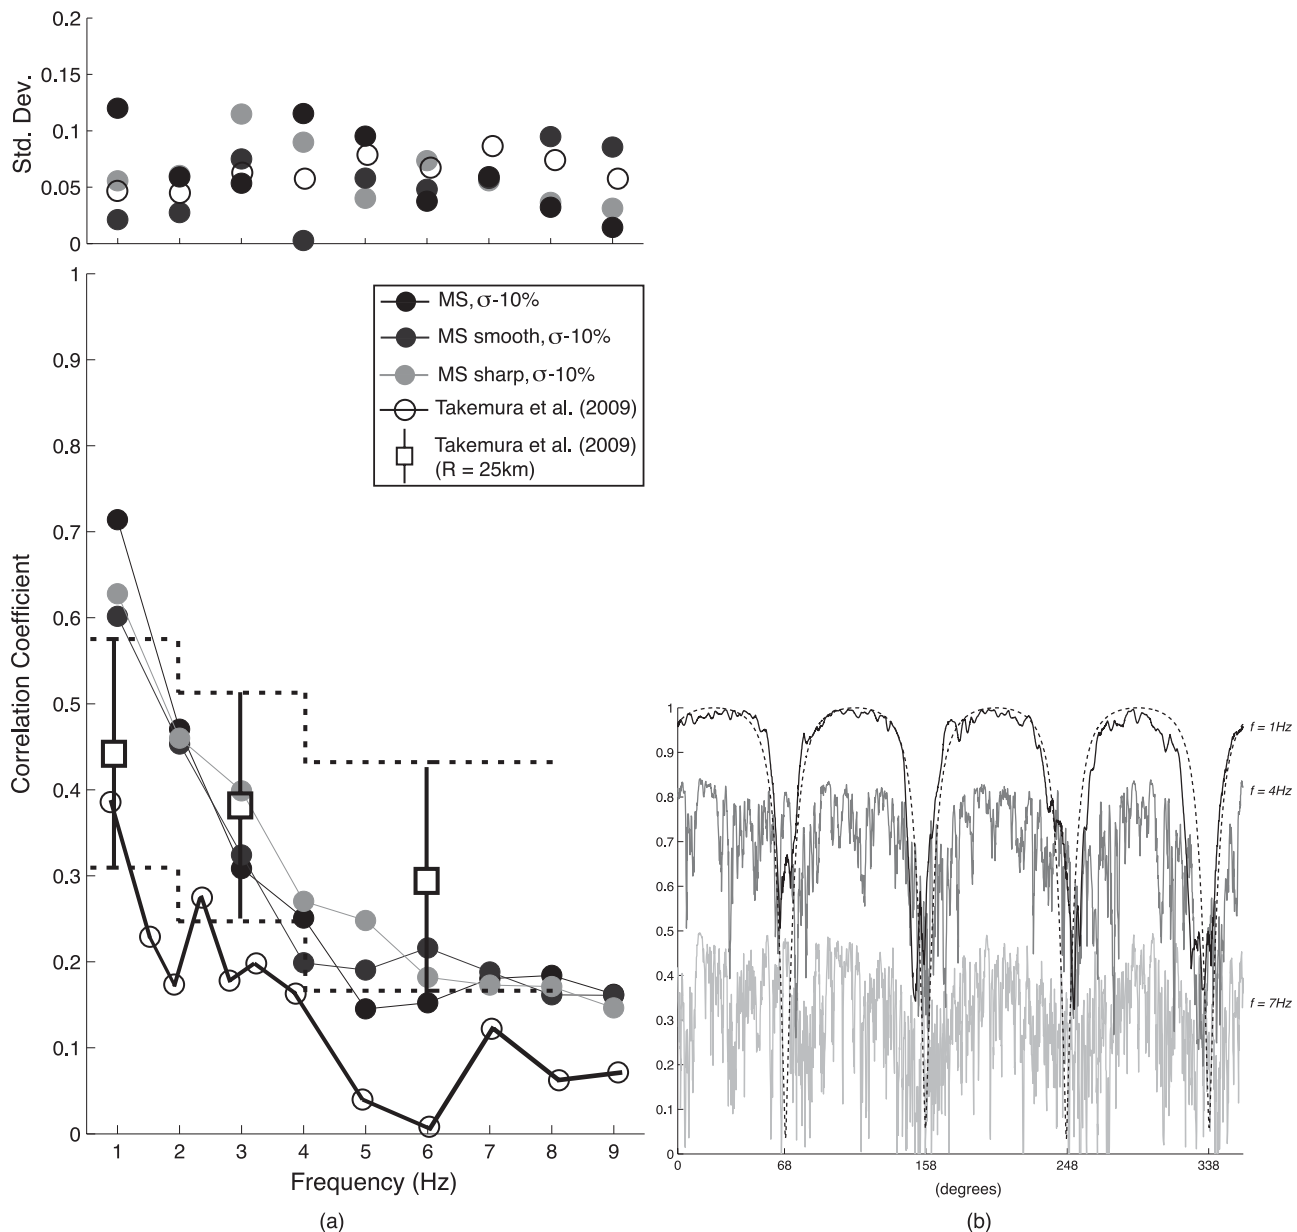 0.2
0.15
0.1
0.05
0
Std. Dev.
1
0.9
0.8
0.7
0.6
0.5
0.4
0.3
0.2
0.1
0
Correlation Coefficient
MS, σ-10%
MS smooth, σ-10%
MS sharp, σ-10%
Takemura et al. (2009)
Takemura et al. (2009)
(R = 25km)
1 2 3 4 5 6 7 8 9
Frequency (Hz)
(a)
1
0.9
0.8
0.7
0.6
0.5
0.4
0.3
0.2
0.1
0
f = 1Hz
f = 4Hz
f = 7Hz
0 68 158 248 338
(degrees)
(b)